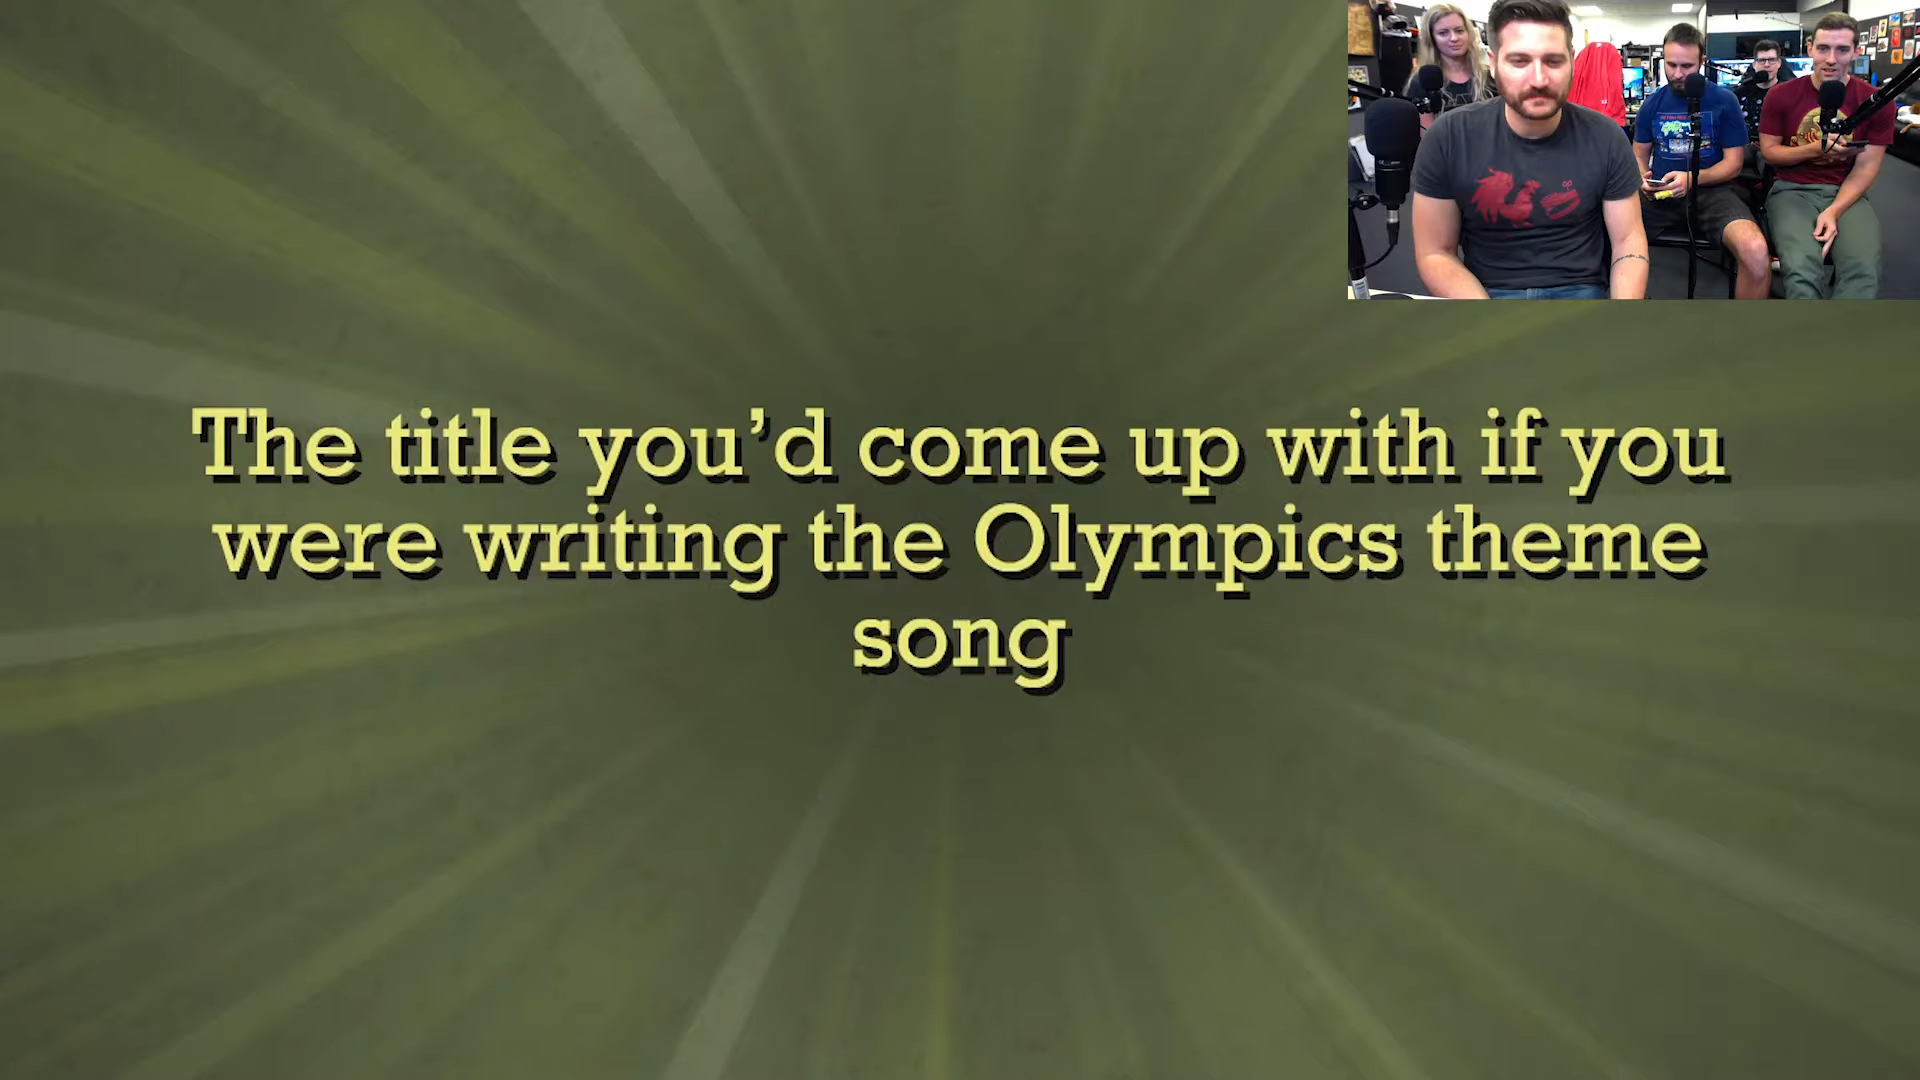 The title you’d come up with if you
were writing the Olympics theme
song